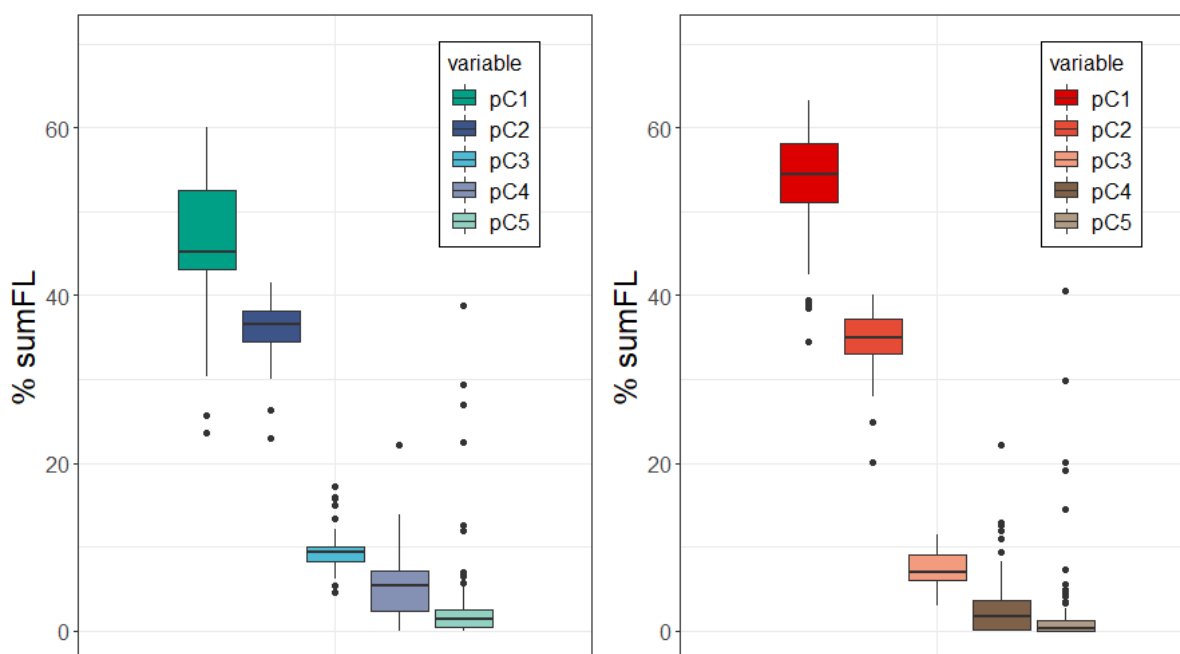 % sumFL
60
40
20
0
variable
pC1
pC2
pC3
pC4
pC5
% sumFL
60
40
20
0
variable
pC1
pC2
pC3
pC4
pC5